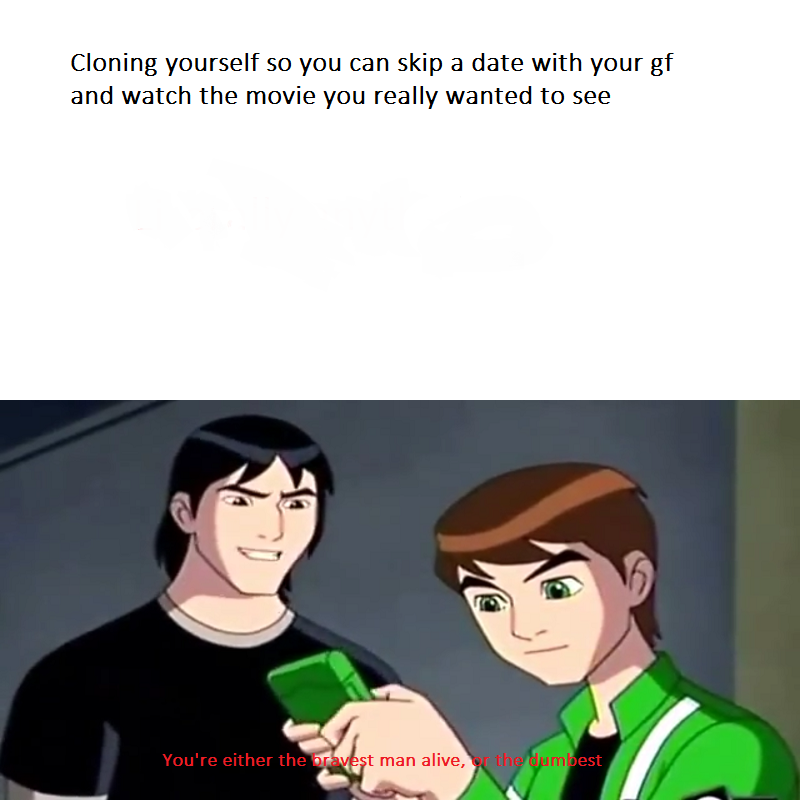 Cloning yourself so you can skip a date with your gf
and watch the movie you really wanted to see
You're either the bravest man alive, or the dumbest